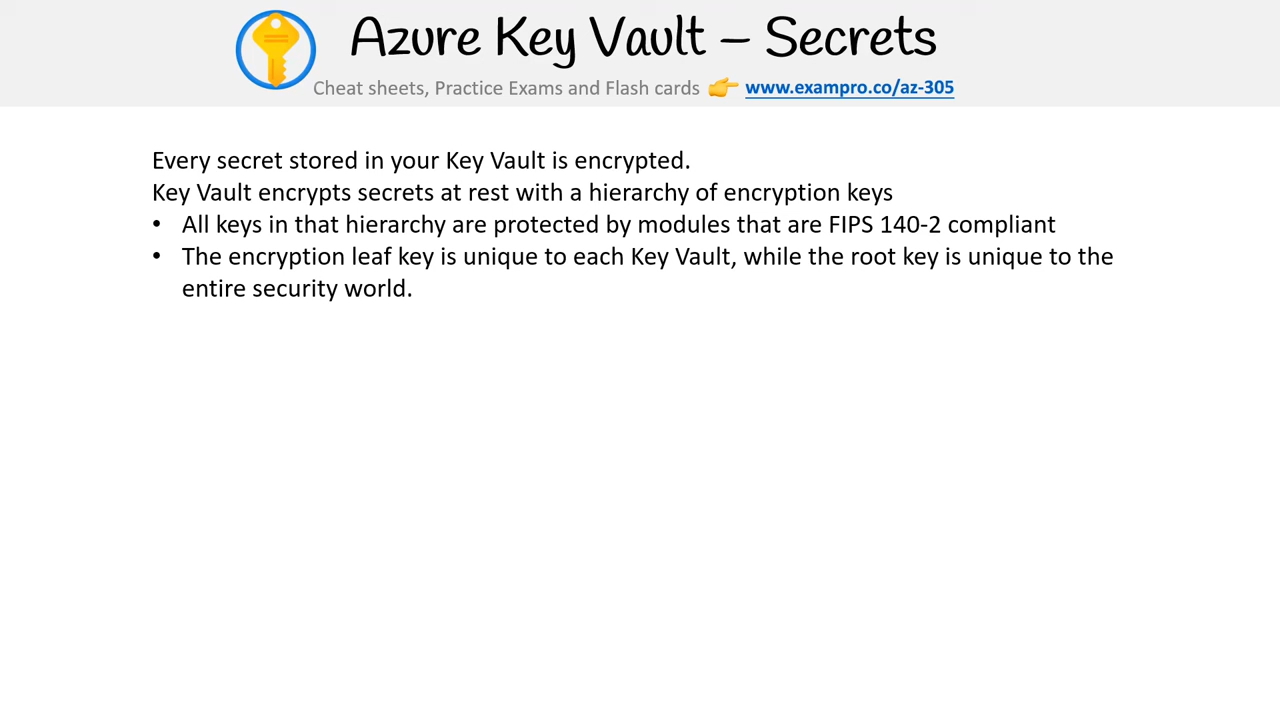 Azure Key Vault – Secrets
Cheat sheets, Practice Exams and Flash cards 👉 www.exampro.co/az-305
Every secret stored in your Key Vault is encrypted.
Key Vault encrypts secrets at rest with a hierarchy of encryption keys
• All keys in that hierarchy are protected by modules that are FIPS 140-2 compliant
• The encryption leaf key is unique to each Key Vault, while the root key is unique to the
entire security world.